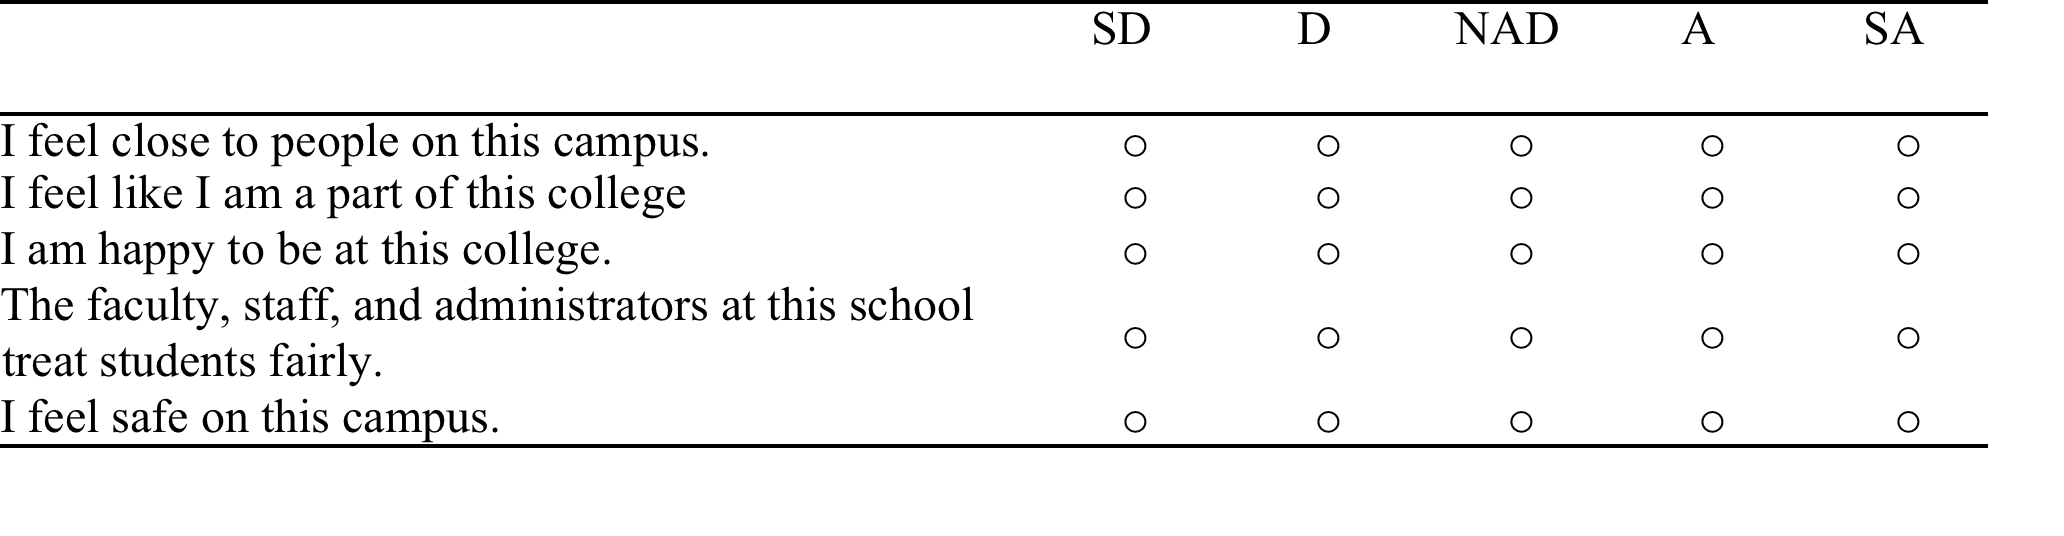 SD D NAD A SA
I feel close to people on this campus. ○ ○ ○ ○ ○
I feel like I am a part of this college ○ ○ ○ ○ ○
I am happy to be at this college. ○ ○ ○ ○ ○
The faculty, staff, and administrators at this school
treat students fairly. ○ ○ ○ ○ ○
I feel safe on this campus. ○ ○ ○ ○ ○